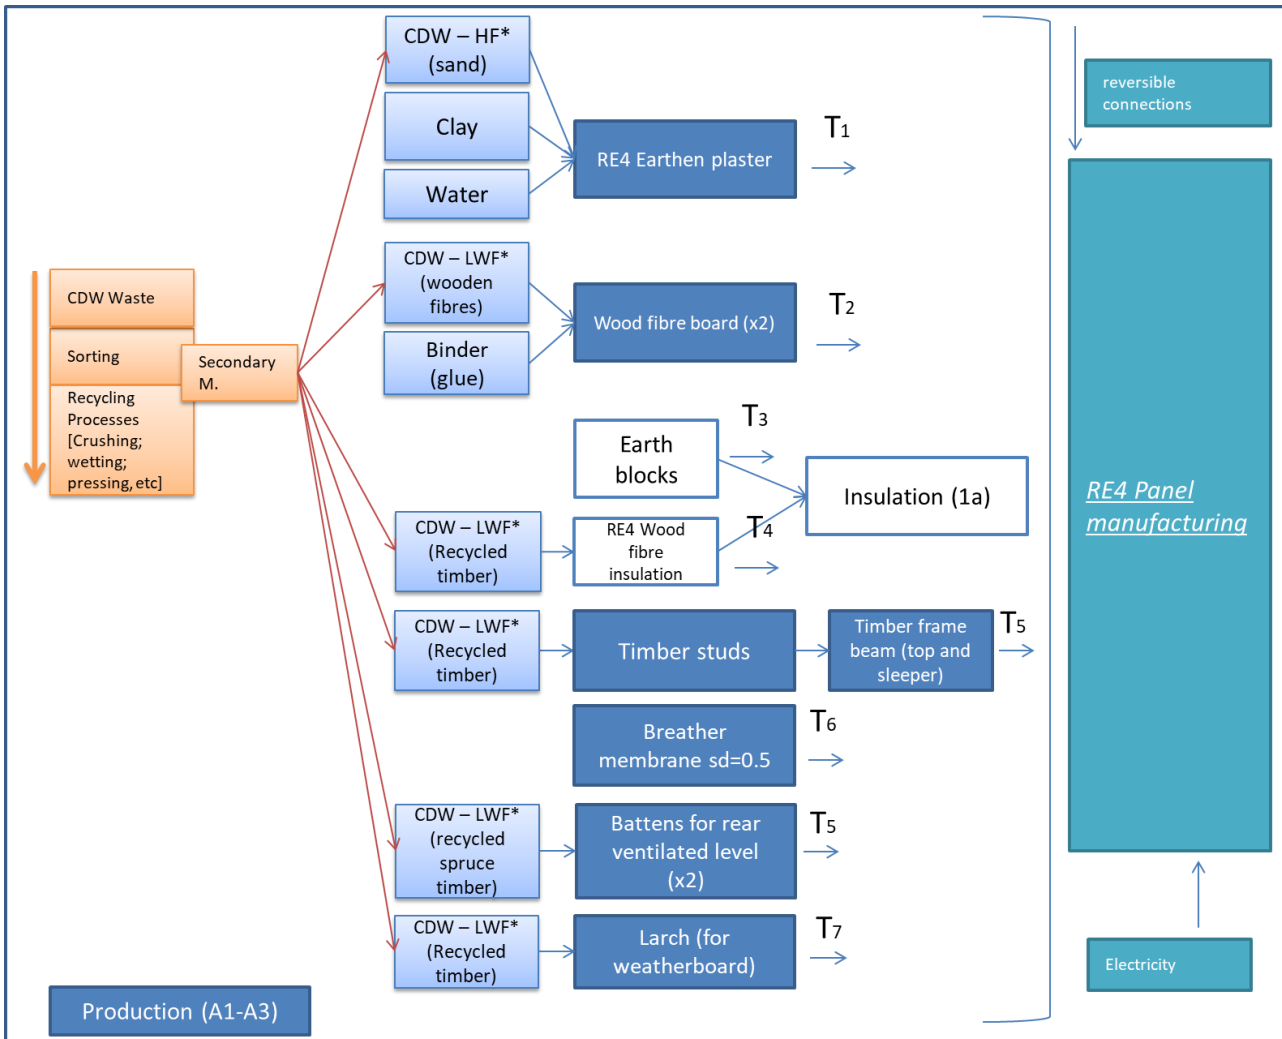 CDW – HF*
(sand)
Clay
Water
RE4 Earthen plaster
T1
reversible
connections
CDW Waste
Sorting
Recycling
Processes
[Crushing;
wetting;
pressing, etc]
Secondary
M.
CDW – LWF*
(wooden
fibres)
Binder
(glue)
Wood fibre board (x2)
T2
Earth
blocks
T3
CDW – LWF*
(Recycled
timber)
RE4 Wood
fibre
insulation
T4
Insulation (1a)
RE4 Panel
manufacturing
CDW – LWF*
(Recycled
timber)
Timber studs
Timber frame
beam (top and
sleeper)
T5
Breather
membrane sd=0.5
T6
CDW – LWF*
(recycled
spruce
timber)
Battens for rear
ventilated level
(x2)
T5
CDW – LWF*
(Recycled
timber)
Larch (for
weatherboard)
T7
Electricity
Production (A1-A3)